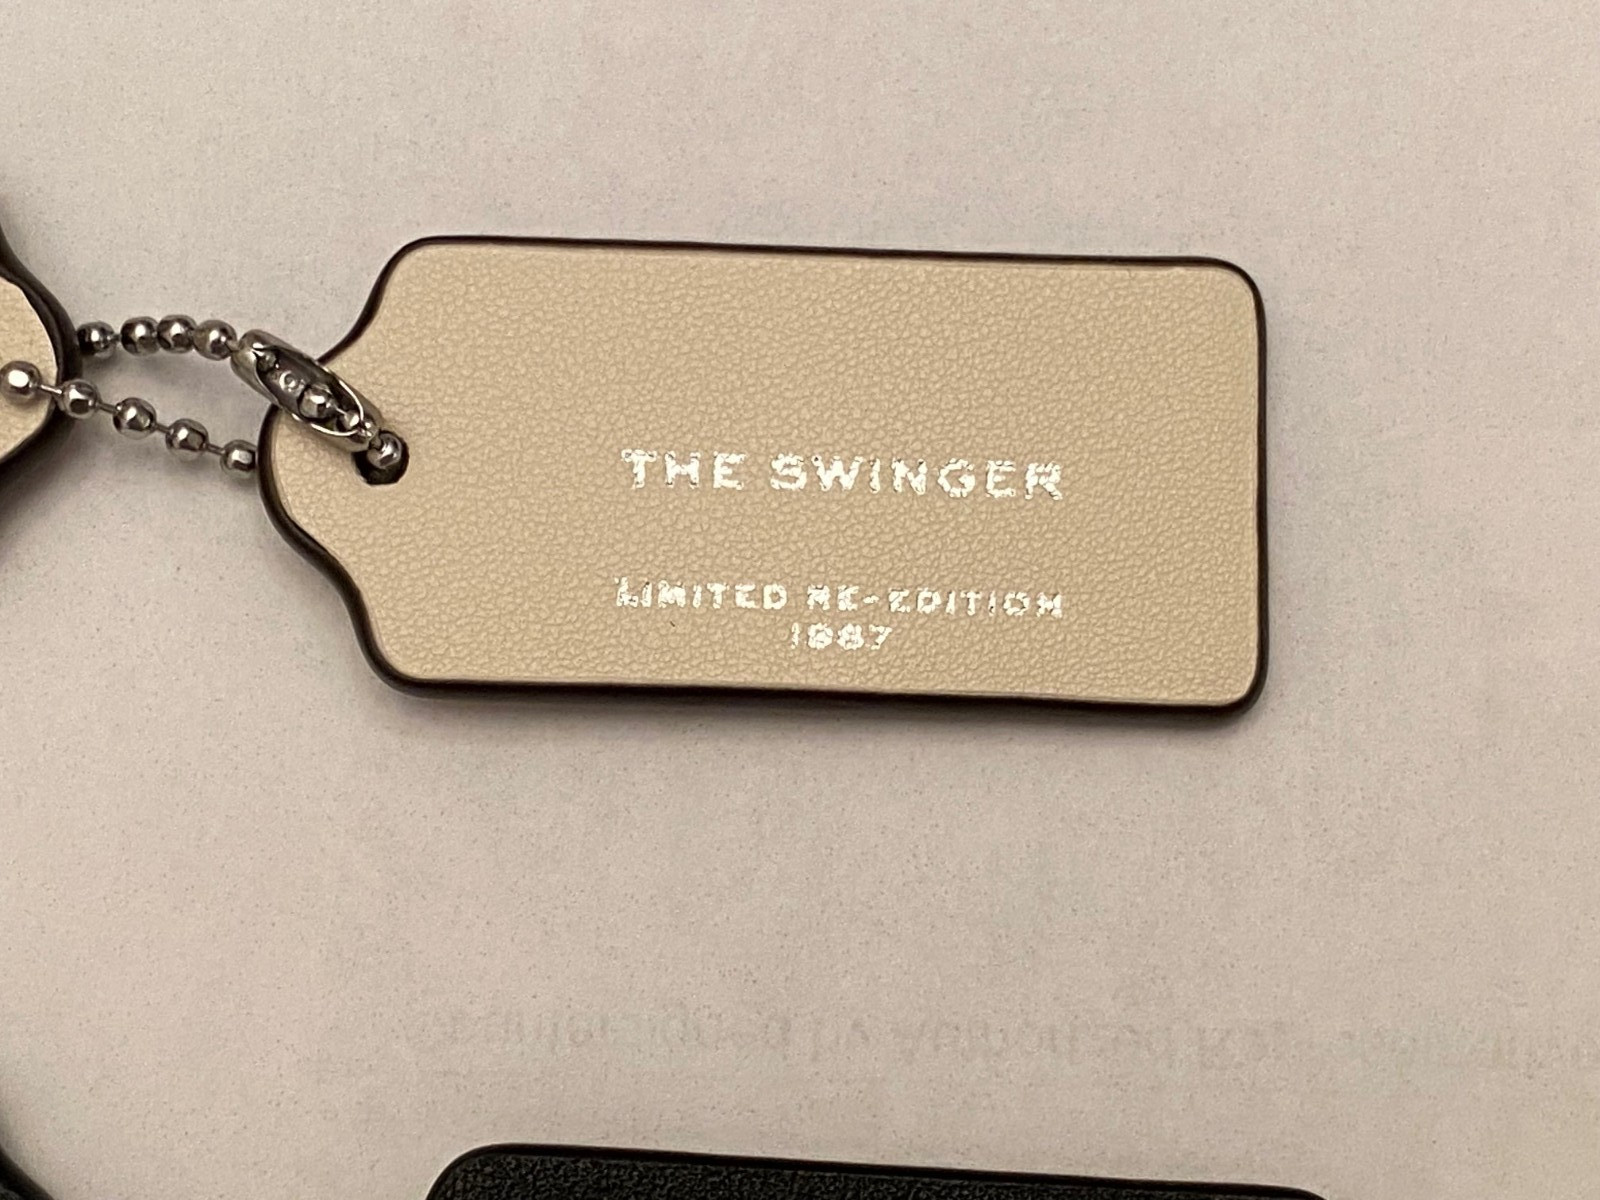 THE SWINGER
LIMITED RE-EDITION
1987